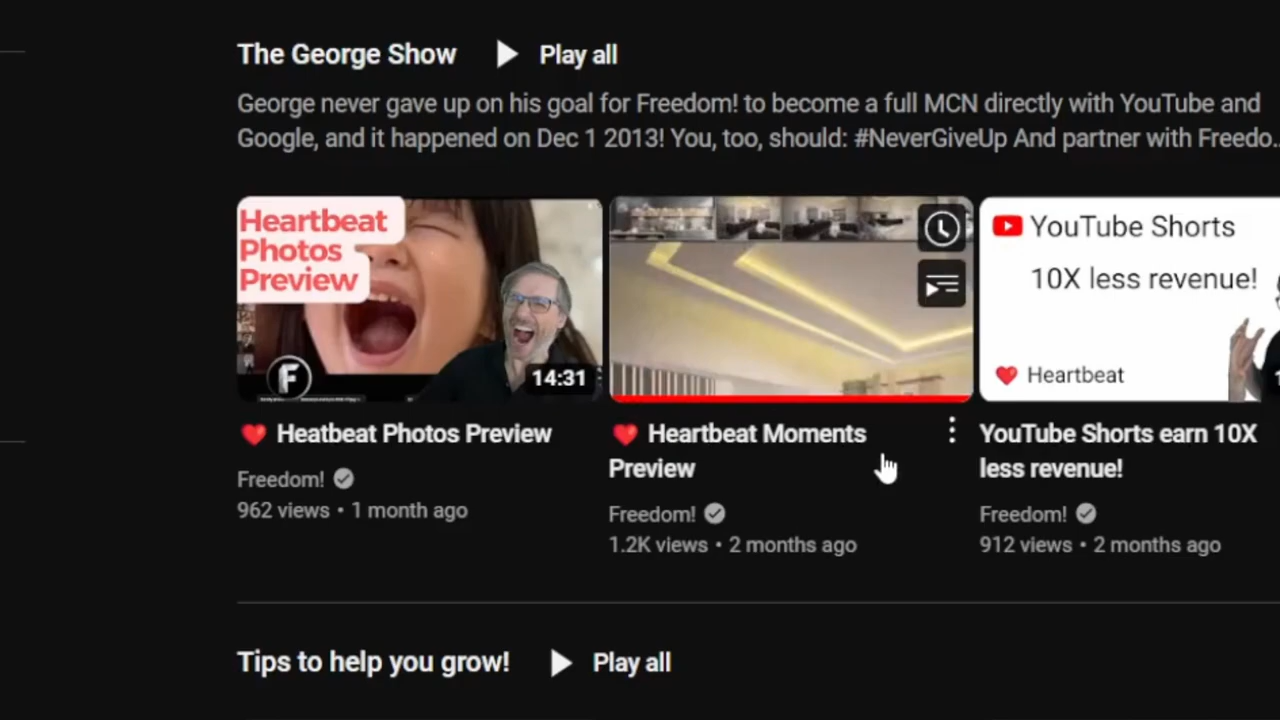 The George Show
Play all
George never gave up on his goal for Freedom! to become a full MCN directly with YouTube and
Google, and it happened on Dec 1 2013! You, too, should: #NeverGiveUp And partner with Freedo...
Heartbeat
Photos
Preview
F
14:31
YouTube Shorts
10X less revenue!
Heartbeat
❤️ Heatbeat Photos Preview
Freedom!
962 views • 1 month ago
❤️ Heartbeat Moments
Preview
Freedom!
1.2K views • 2 months ago
YouTube Shorts earn 10X
less revenue!
Freedom!
912 views • 2 months ago
Tips to help you grow!
Play all